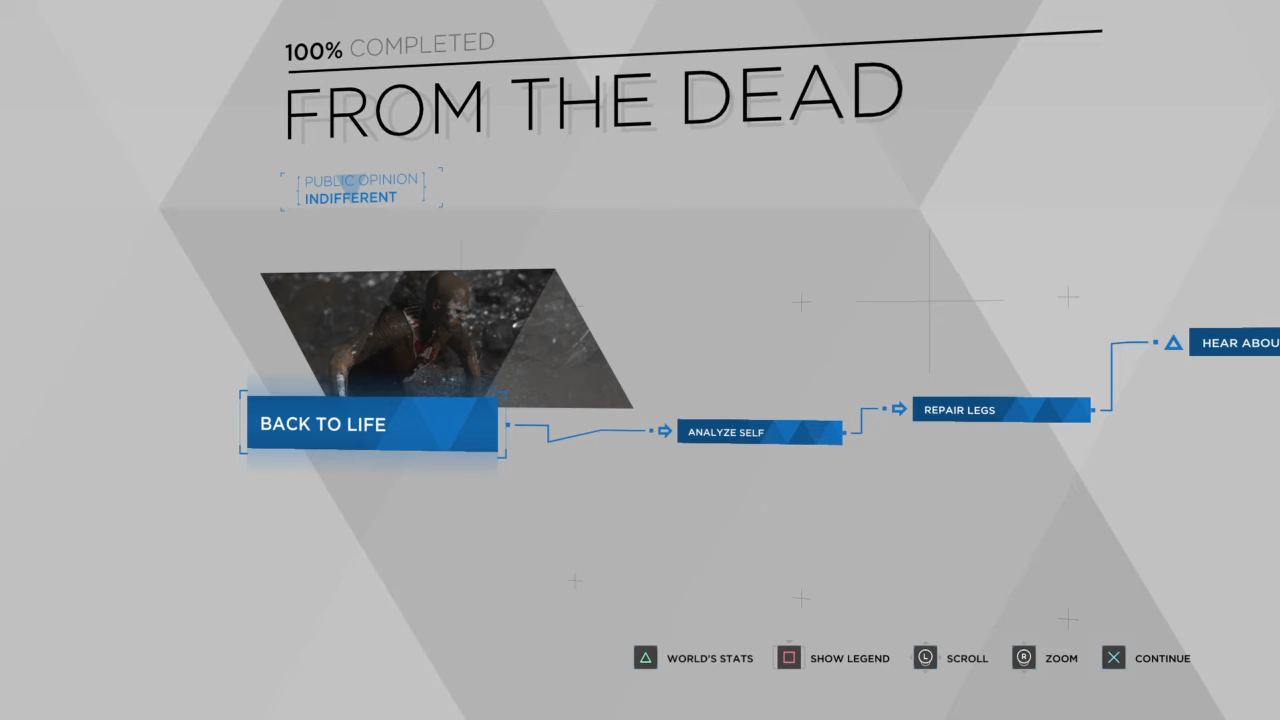 100% COMPLETED
FROM THE DEAD
PUBLIC OPINION
INDIFFERENT
BACK TO LIFE
ANALYZE SELF
REPAIR LEGS
HEAR ABOU
WORLD'S STATS
SHOW LEGEND
L
SCROLL
R
ZOOM
CONTINUE